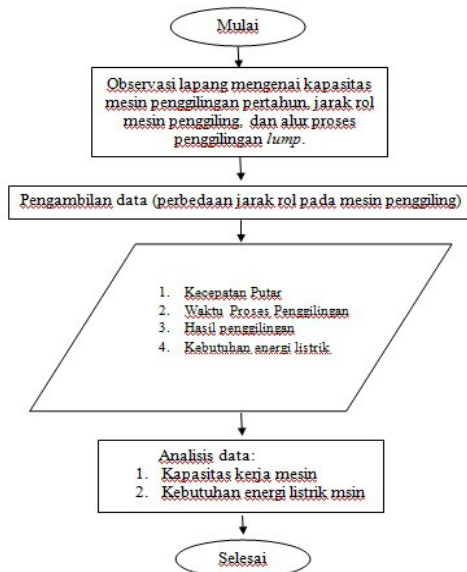 Mulai
Observasi lapang mengenai kapasitas
mesin penggilingan pertahun, jarak rol
mesin penggiling, dan alur proses
penggilingan lump.
Pengambilan data (perbedaan jarak rol pada mesin penggiling)
1. Kecepatan Putar
2. Waktu Proses Penggilingan
3. Hasil penggilingan
4. Kebutuhan energi listrik
Analisis data:
1. Kapasitas kerja mesin
2. Kebutuhan energi listrik msin
Selesai